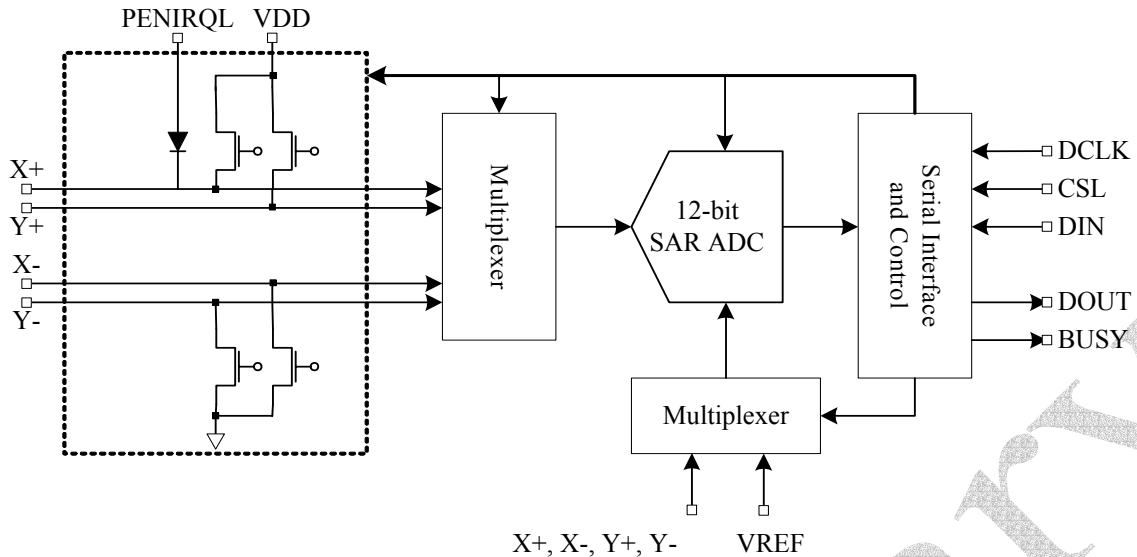 PENIRQL VDD
X+
Y+
X-
Y-
Multiplexer
12-bit
SAR ADC
Serial Interface
and Control
DCLK
CSL
DIN
DOUT
BUSY
Multiplexer
X+, X-, Y+, Y- VREF